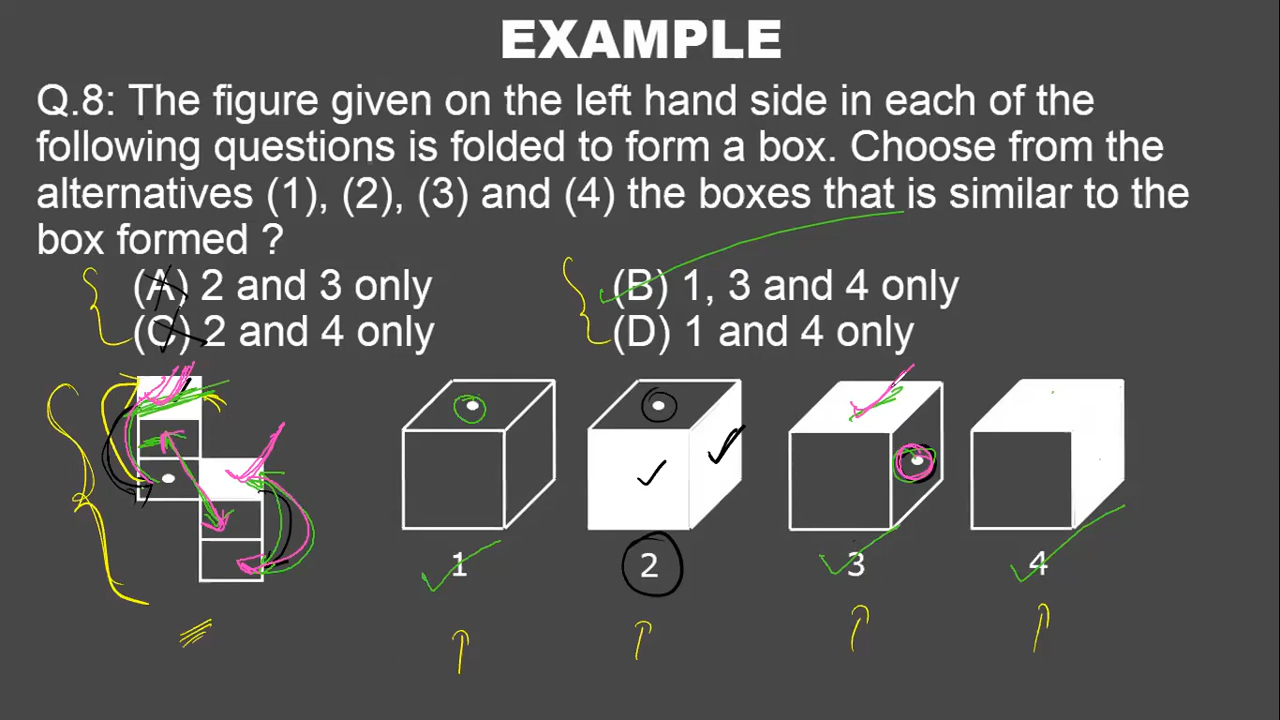 EXAMPLE
Q.8: The figure given on the left hand side in each of the
following questions is folded to form a box. Choose from the
alternatives (1), (2), (3) and (4) the boxes that is similar to the
box formed ?
(A) 2 and 3 only (B) 1, 3 and 4 only
(C) 2 and 4 only (D) 1 and 4 only
1 2 3 4